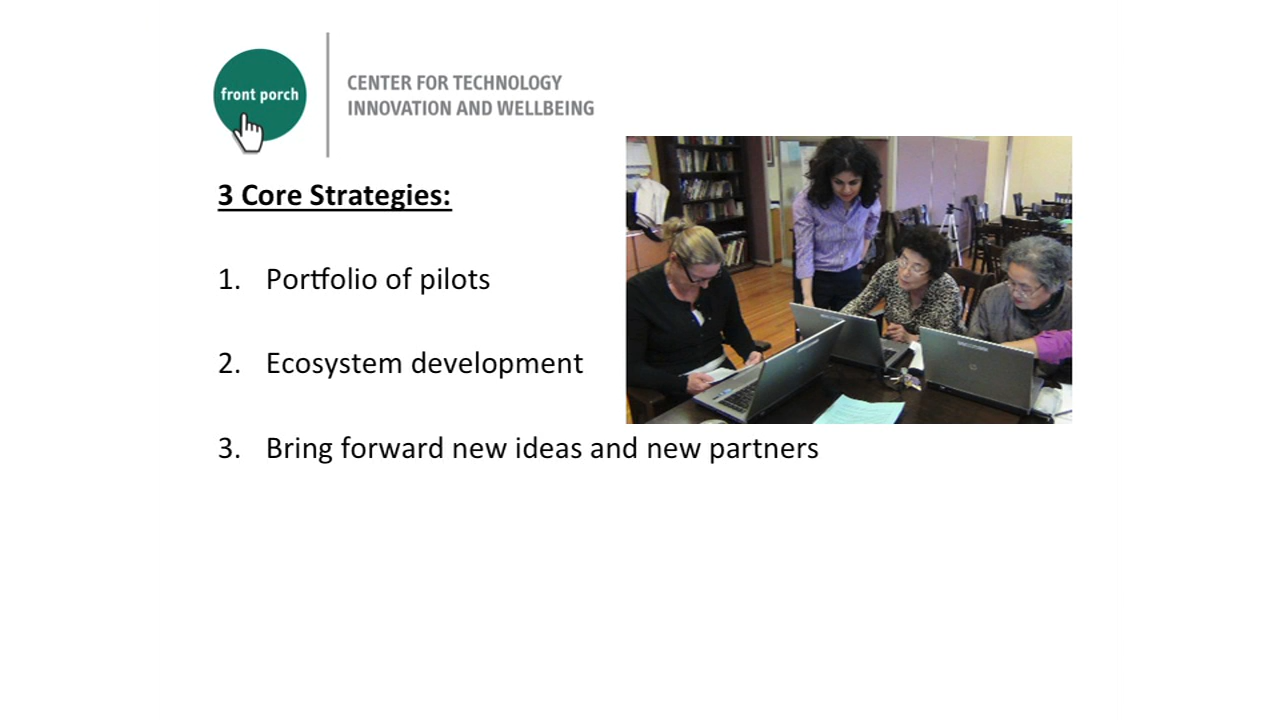 front porch
CENTER FOR TECHNOLOGY
INNOVATION AND WELLBEING
3 Core Strategies:
1. Portfolio of pilots
2. Ecosystem development
3. Bring forward new ideas and new partners